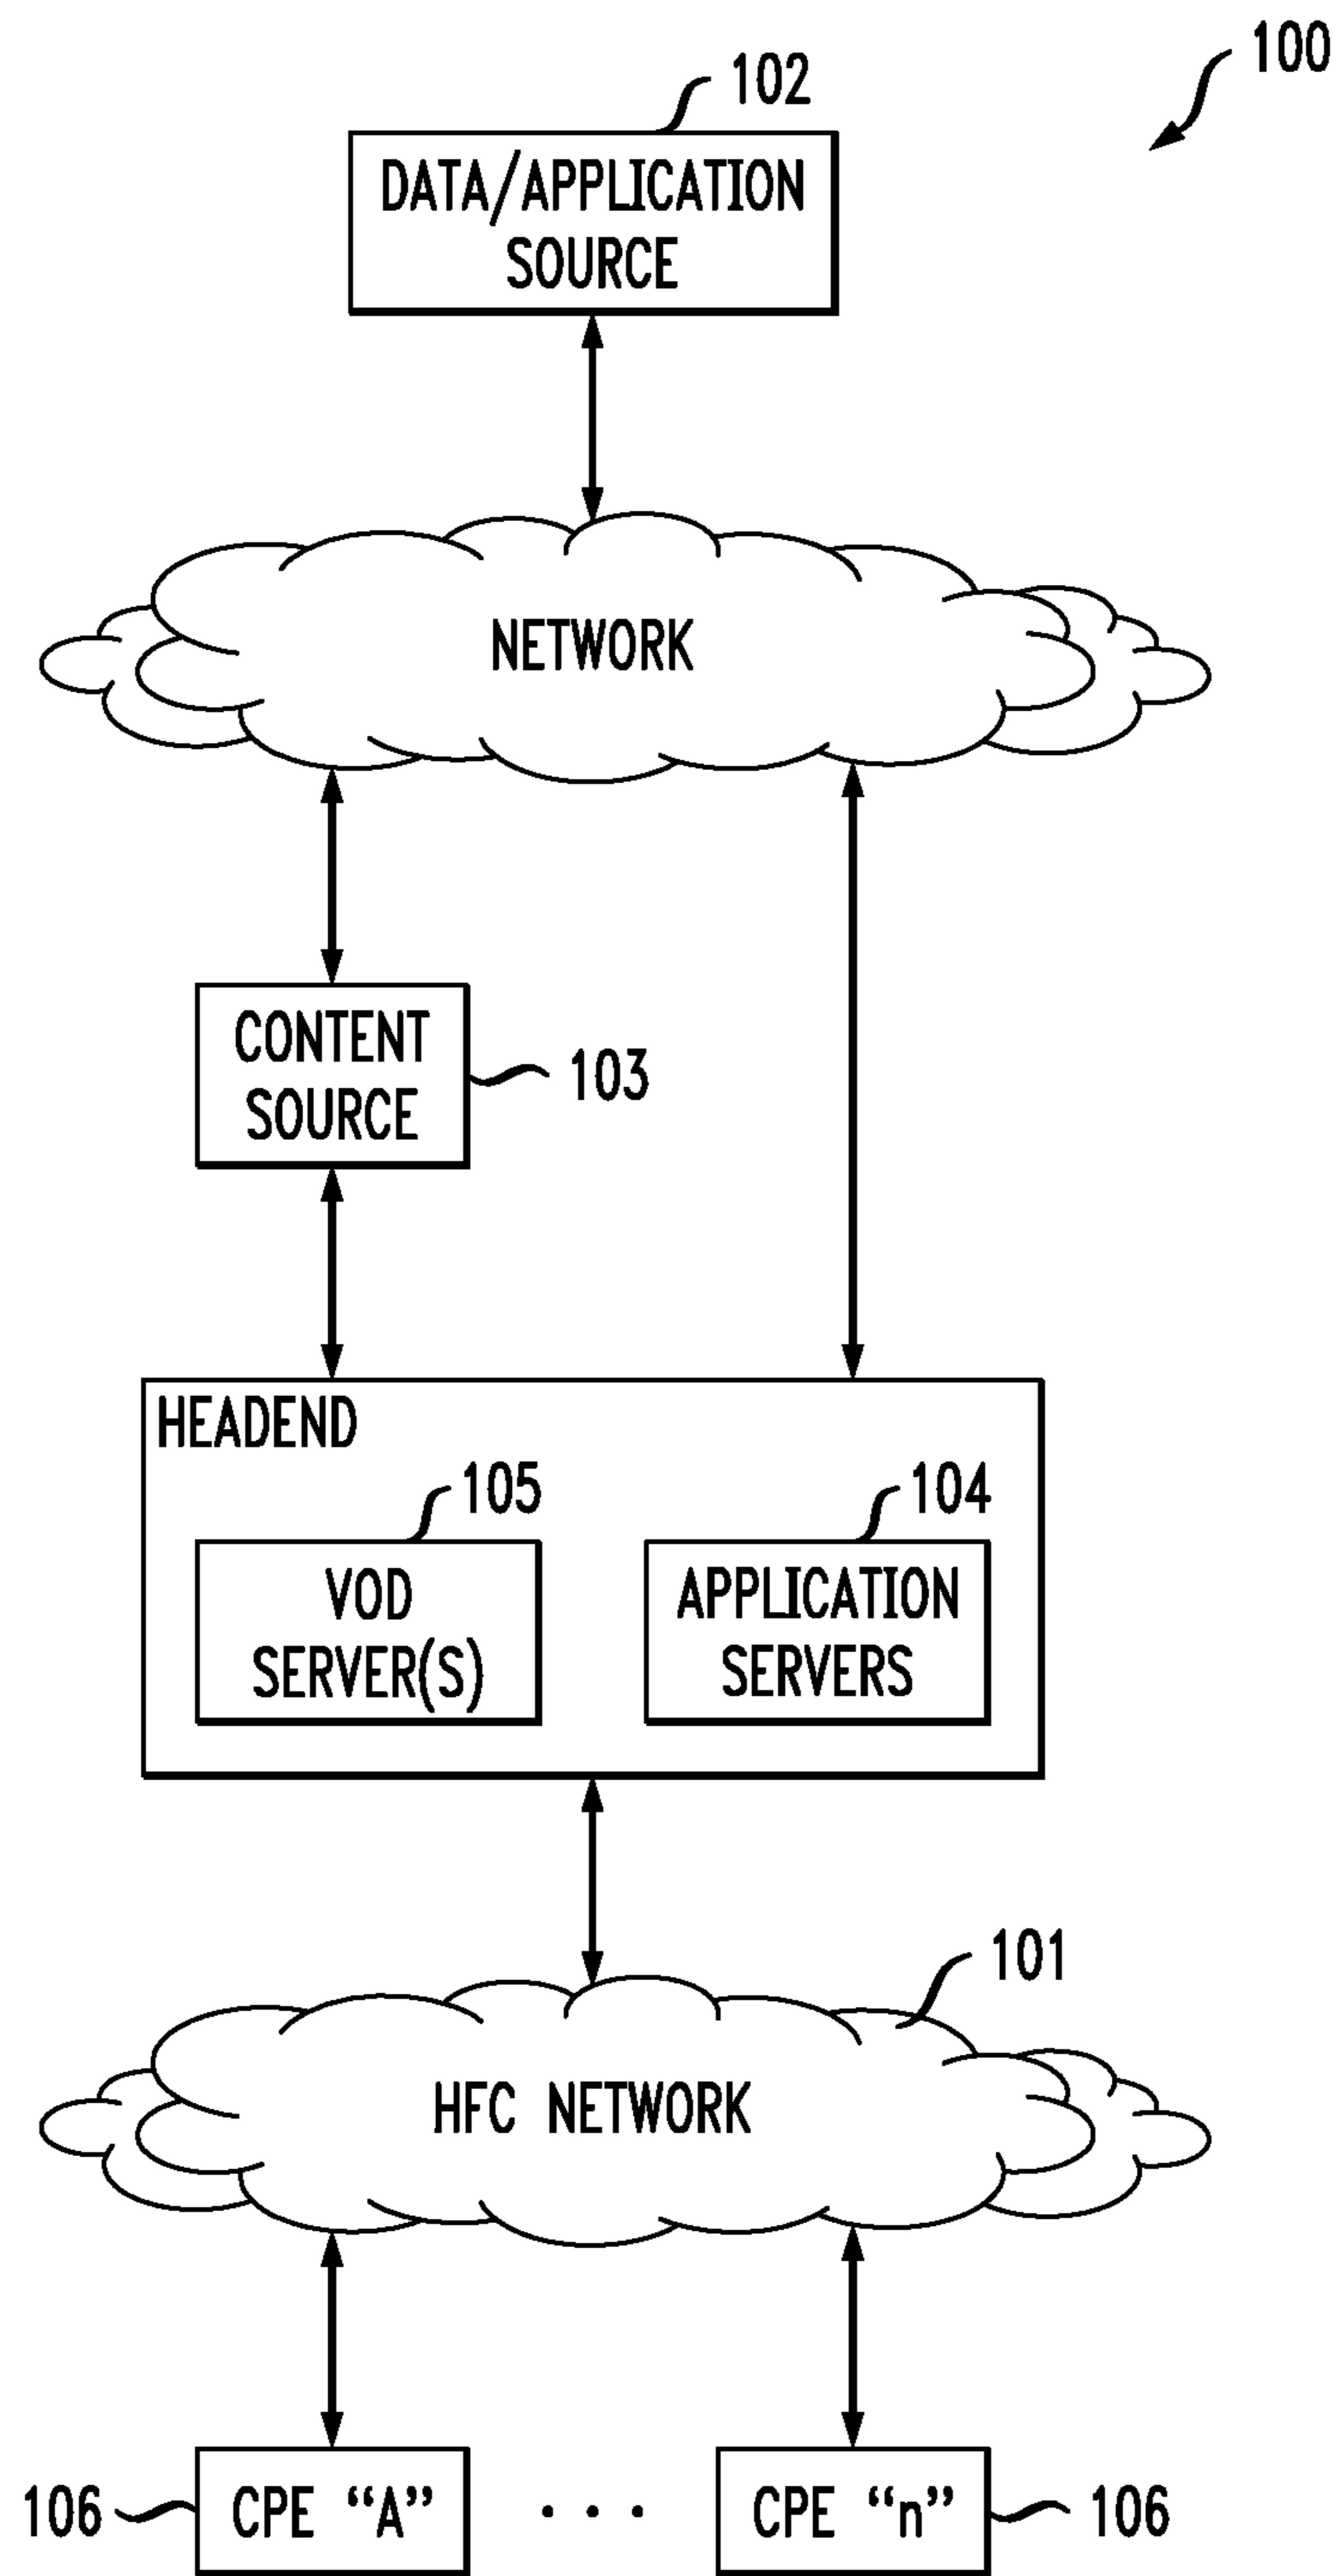 100
102
DATA/APPLICATION
SOURCE
NETWORK
CONTENT
SOURCE
103
HEADEND
105
104
VOD
SERVER(S)
APPLICATION
SERVERS
101
HFC NETWORK
106
CPE “A”
. . .
CPE “n”
106